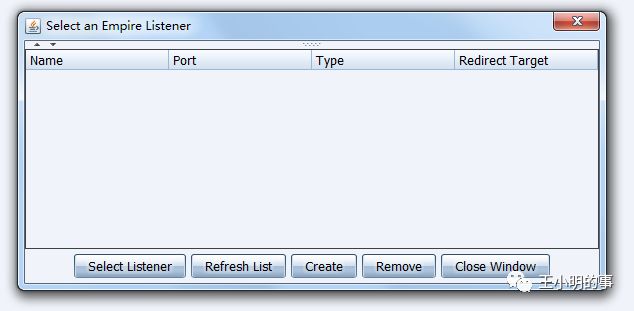 Select an Empire Listener
Name Port Type Redirect Target
Select Listener Refresh List Create Remove Close Window
王小明的事